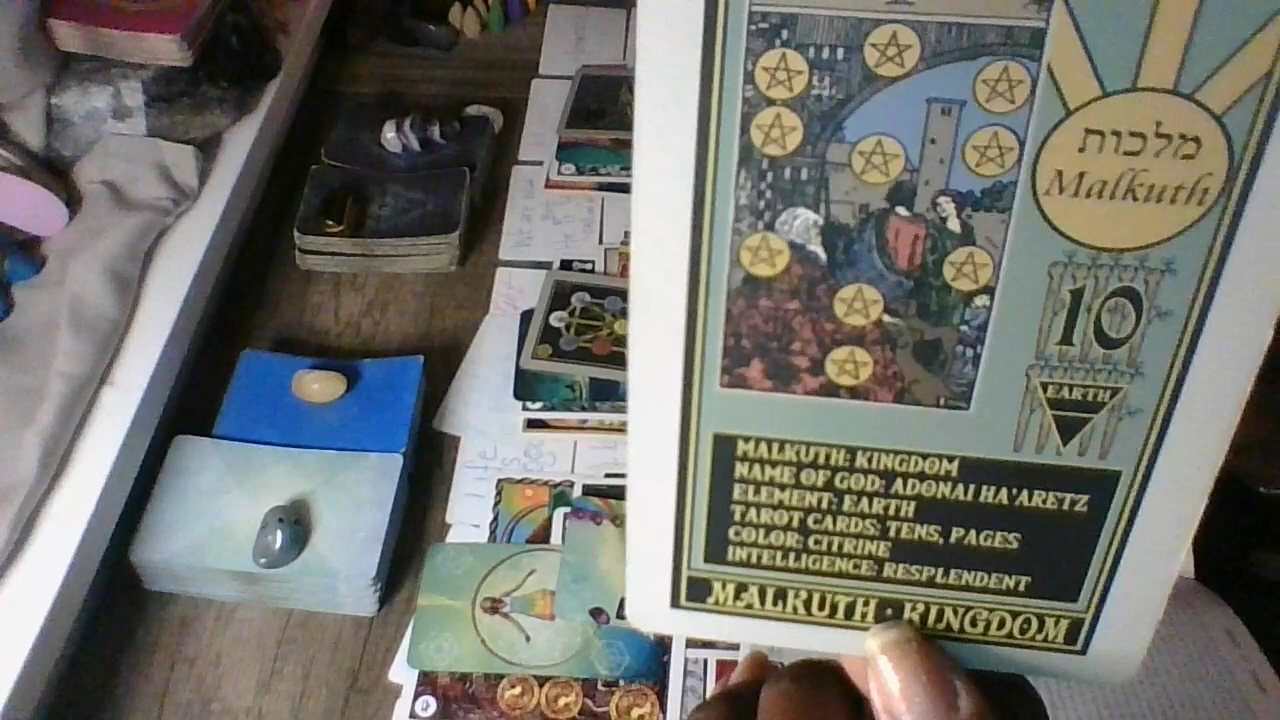 מלכות
Malkuth
10
EARTH
MALKUTH: KINGDOM
NAME OF GOD: ADONAI HA'ARETZ
ELEMENT: EARTH
TAROT CARDS: TENS, PAGES
COLOR: CITRINE
INTELLIGENCE: RESPLENDENT
MALKUTH · KINGDOM